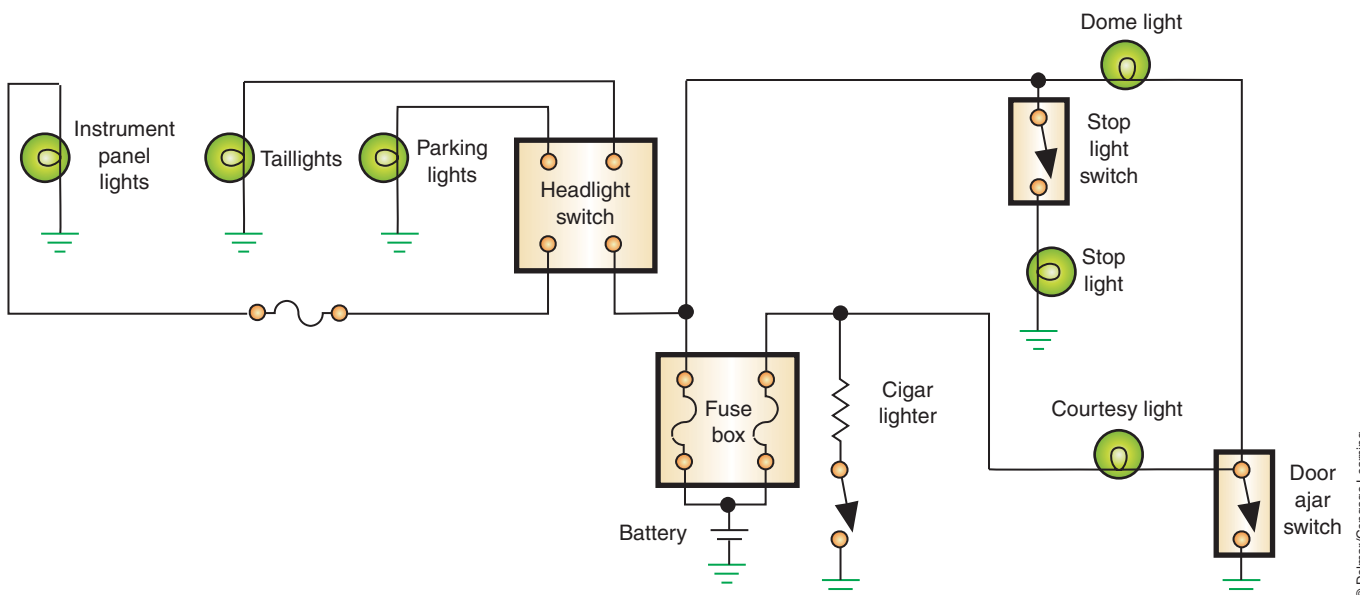 Dome light
Instrument
panel
lights
Taillights
Parking
lights
Headlight
switch
Stop
light
switch
Stop
light
Fuse
box
Cigar
lighter
Courtesy light
Battery
Door
ajar
switch